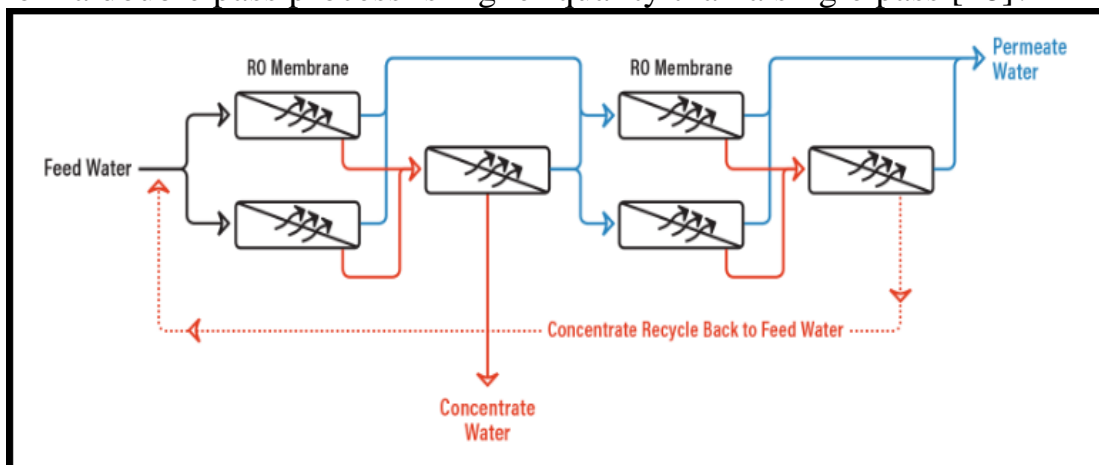 RO Membrane
RO Membrane
Permeate
Water
Feed Water
Concentrate Recycle Back to Feed Water
Concentrate
Water